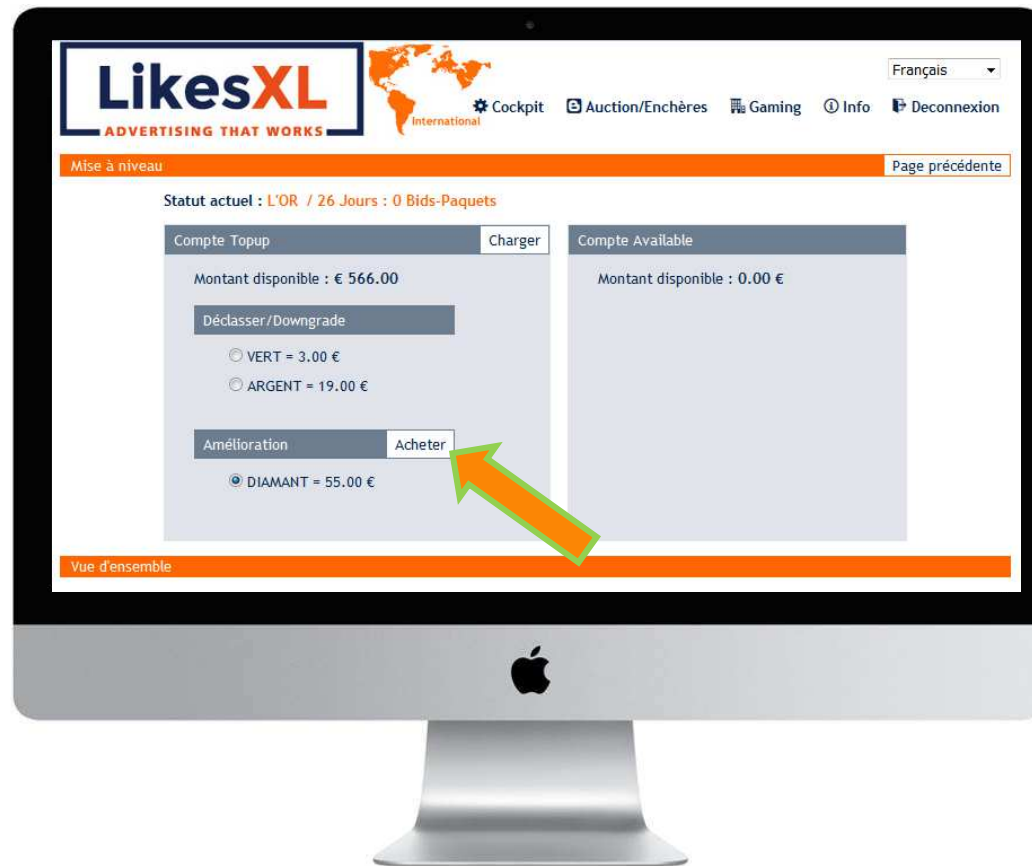 LikesXL
ADVERTISING THAT WORKS
International
Français
Cockpit Auction/Enchères Gaming Info Deconnexion
Mise à niveau Page précédente
Statut actuel : L'OR / 26 Jours : 0 Bids-Paquets
Compte Topup Charger Compte Available
Montant disponible : € 566.00 Montant disponible : 0.00 €
Déclasser/Downgrade
VERT = 3.00 €
ARGENT = 19.00 €
Amélioration Acheter
DIAMANT = 55.00 €
Vue d'ensemble